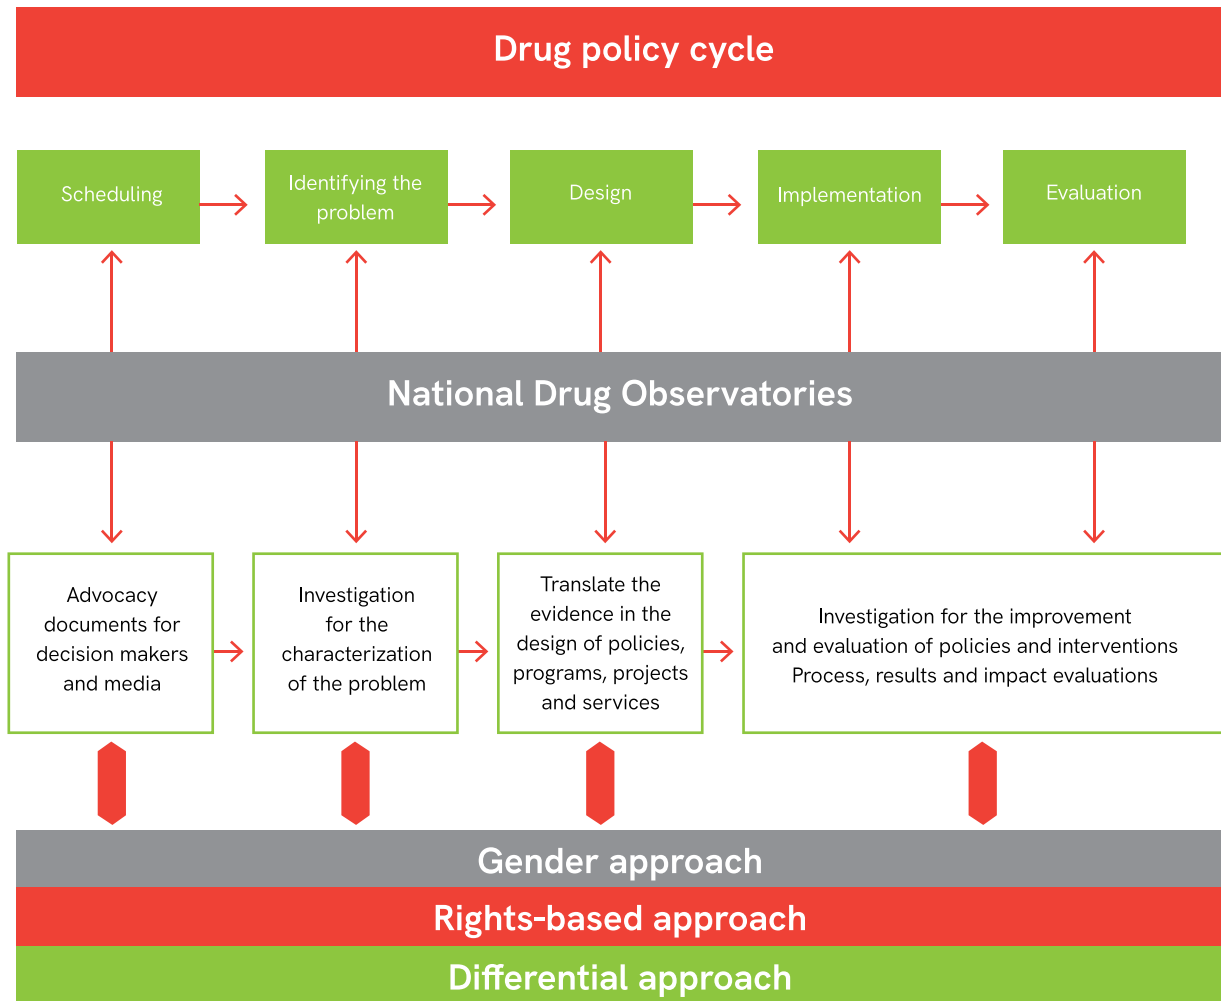 Drug policy cycle
Scheduling
Identifying the
problem
Design
Implementation
Evaluation
National Drug Observatories
Advocacy
documents for
decision makers
and media
Investigation
for the
characterization
of the problem
Translate the
evidence in the
design of policies,
programs, projects
and services
Investigation for the improvement
and evaluation of policies and interventions
Process, results and impact evaluations
Gender approach
Rights-based approach
Differential approach